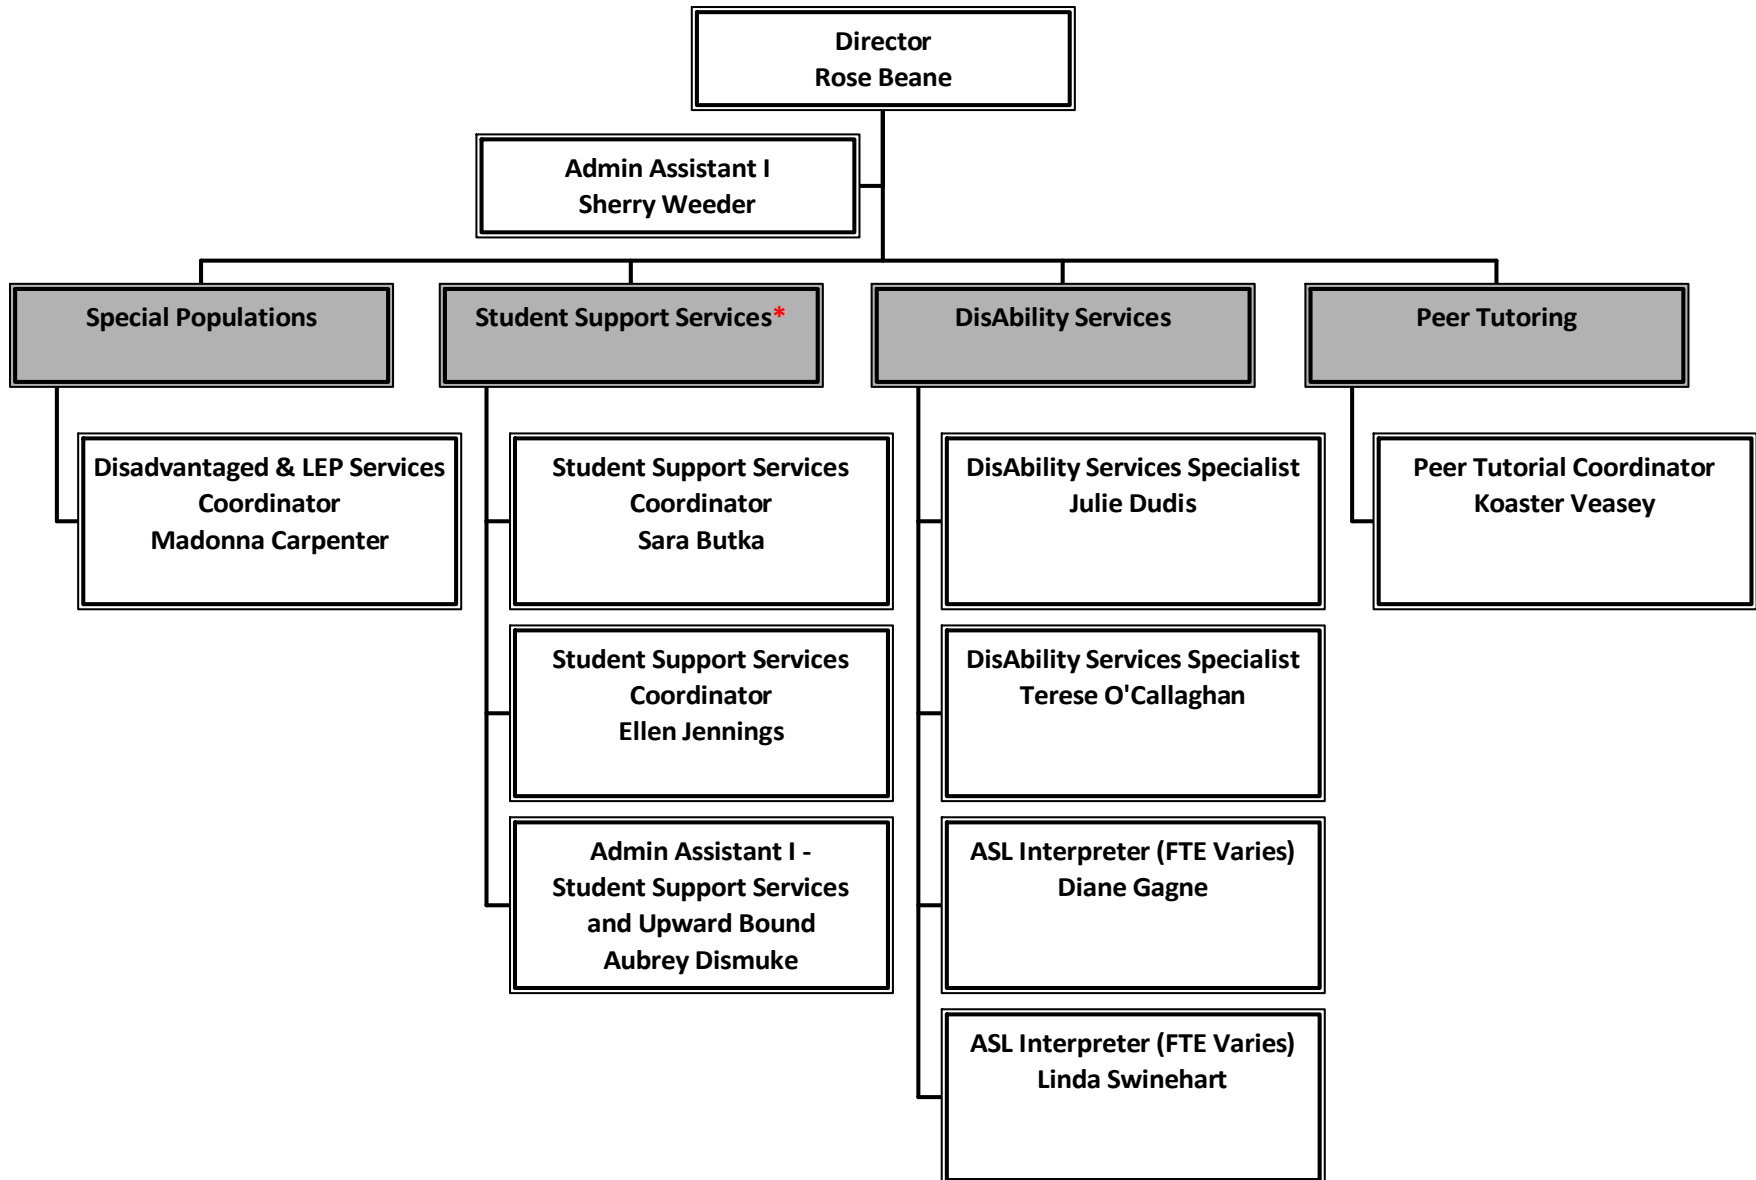 Director
Rose Beane
Admin Assistant I
Sherry Weeder
Special Populations
Student Support Services*
DisAbility Services
Peer Tutoring
Disadvantaged & LEP Services
Coordinator
Madonna Carpenter
Student Support Services
Coordinator
Sara Butka
DisAbility Services Specialist
Julie Dudis
Peer Tutorial Coordinator
Koaster Veasey
Student Support Services
Coordinator
Ellen Jennings
DisAbility Services Specialist
Terese O'Callaghan
Admin Assistant I -
Student Support Services
and Upward Bound
Aubrey Dismuke
ASL Interpreter (FTE Varies)
Diane Gagne
ASL Interpreter (FTE Varies)
Linda Swinehart